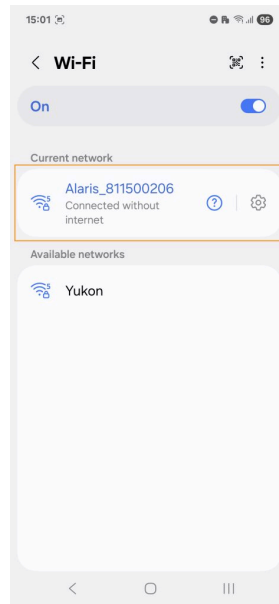 15:01
96
Wi-Fi
On
Current network
Alaris_811500206
Connected without
internet
Available networks
Yukon